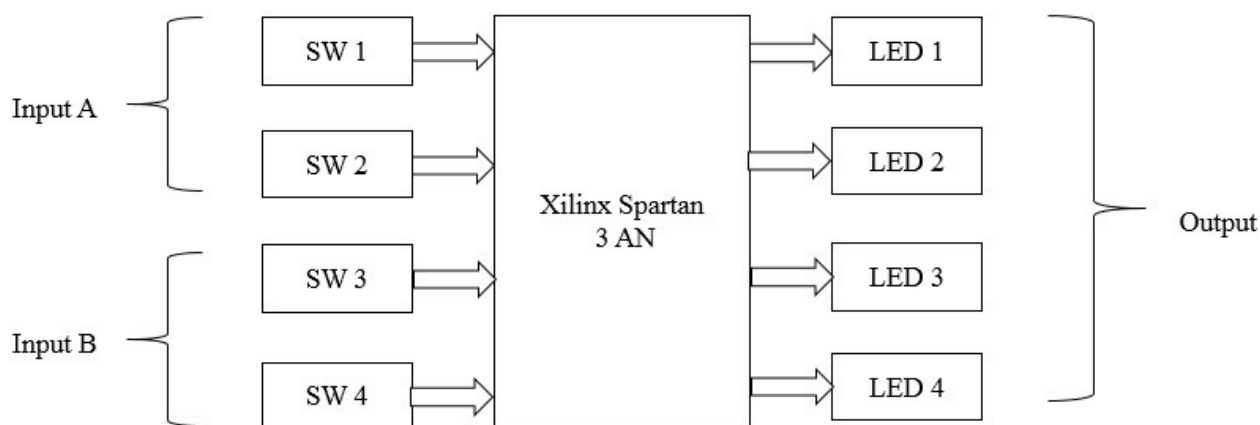 SW 1
LED 1
Input A
SW 2
LED 2
Xilinx Spartan
3 AN
Output
SW 3
LED 3
Input B
SW 4
LED 4